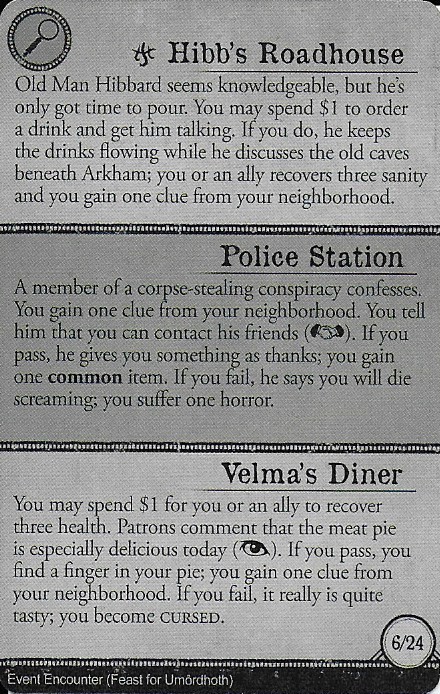 Hibb's Roadhouse
Old Man Hibbard seems knowledgeable, but he's
only got time to pour. You may spend $1 to order
a drink and get him talking. If you do, he keeps
the drinks flowing while he discusses the old caves
beneath Arkham; you or an ally recovers three sanity
and you gain one clue from your neighborhood.
Police Station
A member of a corpse-stealing conspiracy confesses.
You gain one clue from your neighborhood. You tell
him that you can contact his friends (). If you
pass, he gives you something as thanks; you gain
one common item. If you fail, he says you will die
screaming; you suffer one horror.
Velma's Diner
You may spend $1 for you or an ally to recover
three health. Patrons comment that the meat pie
is especially delicious today (). If you pass, you
find a finger in your pie; you gain one clue from
your neighborhood. If you fail, it really is quite
tasty; you become CURSED.
6/24
Event Encounter (Feast for Umôrdhoth)